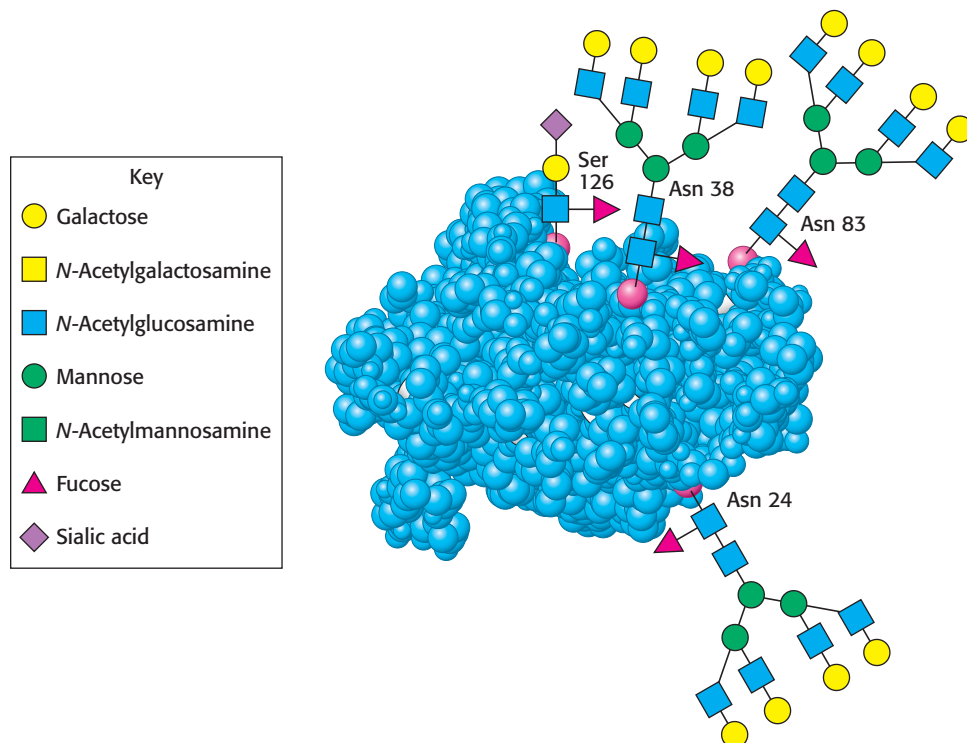 Key
Galactose
N-Acetylgalactosamine
N-Acetylglucosamine
Mannose
N-Acetylmannosamine
Fucose
Sialic acid
Ser
126
Asn 38
Asn 83
Asn 24